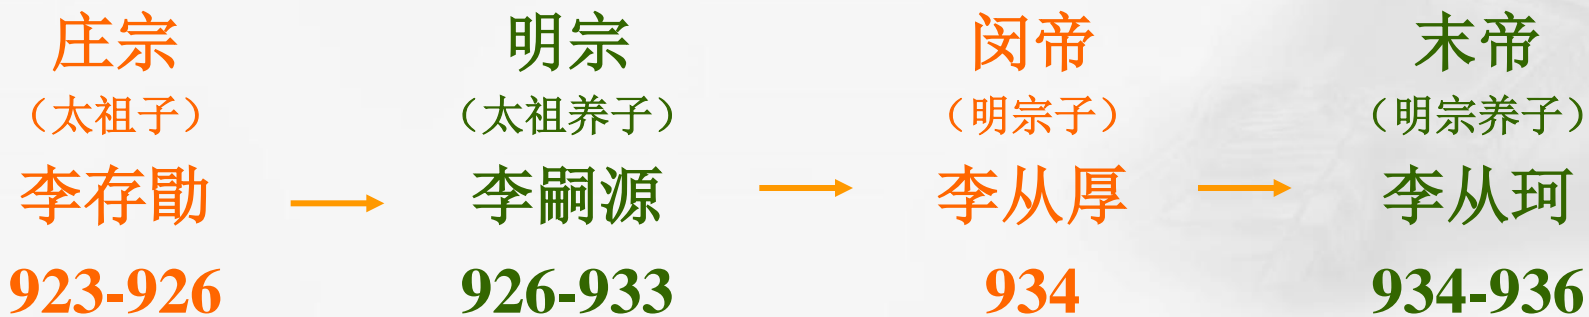 庄宗 明宗 闵帝 末帝
（太祖子） （太祖养子） （明宗子） （明宗养子）
李存勖 李嗣源 李从厚 李从珂
923-926 926-933 934 934-936